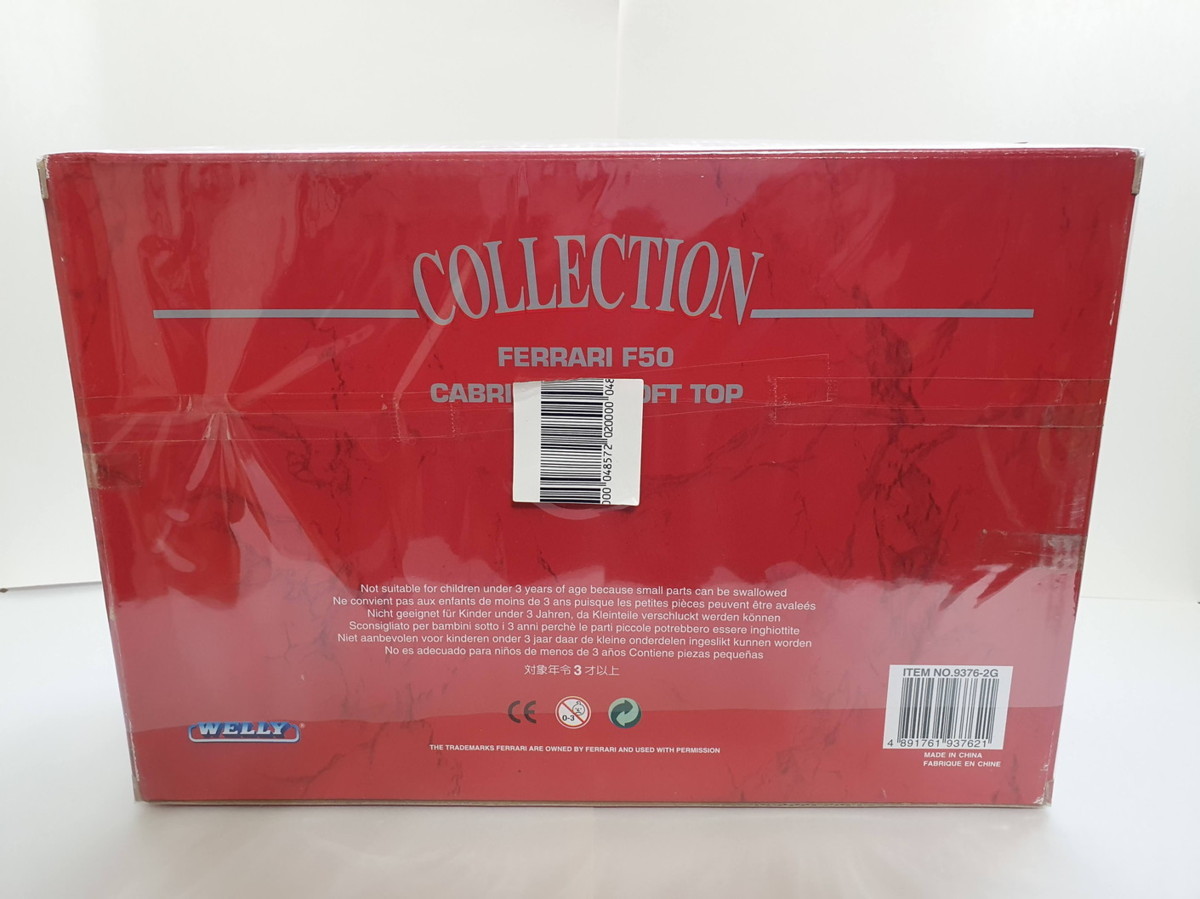 COLLECTION
FERRARI F50
CABRI OFT TOP
000 048572 020000 048
Not suitable for children under 3 years of age because small parts can be swallowed
Ne convient pas aux enfants de moins de 3 ans puisque les petites pièces peuvent être avaleés
Nicht geeignet für Kinder unter 3 Jahren, da Kleinteile verschluckt werden können
Sconsigliato per bambini sotto i 3 anni perchè le parti piccole potrebbero essere inghiottite
Niet aanbevolen voor kinderen onder 3 jaar daar de kleine onderdelen ingeslikt kunnen worden
No es adecuado para niños de menos de 3 años Contiene piezas pequeñas
対象年令3才以上
CE
0-3
WELLY
THE TRADEMARKS FERRARI ARE OWNED BY FERRARI AND USED WITH PERMISSION
ITEM NO.9376-2G
4 891761 937621
MADE IN CHINA
FABRIQUE EN CHINE